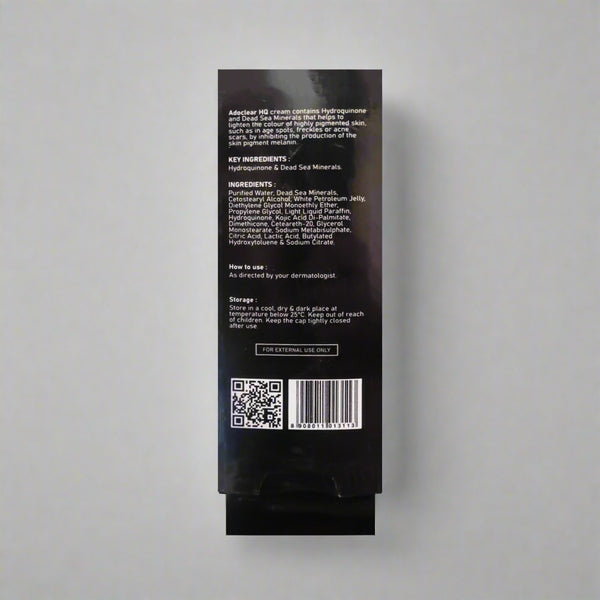 Adoclear HQ cream contains Hydroquinone
and Dead Sea Minerals that helps to
lighten the colour of highly pigmented skin,
such as in age spots, freckles or acne
scars, by inhibiting the production of the
skin pigment melanin.
KEY INGREDIENTS :
Hydroquinone & Dead Sea Minerals.
INGREDIENTS :
Purified Water, Dead Sea Minerals,
Cetostearyl Alcohol, White Petroleum Jelly,
Diethylene Glycol Monoethly Ether,
Propylene Glycol, Light Liquid Paraffin,
Hydroquinone, Kojic Acid Di-Palmitate,
Dimethicone, Ceteareth-20, Glycerol
Monostearate, Sodium Metabisulphate,
Citric Acid, Lactic Acid, Butylated
Hydroxytoluene & Sodium Citrate.
How to use :
As directed by your dermatologist.
Storage :
Store in a cool, dry & dark place at
temperature below 25°C. Keep out of reach
of children. Keep the cap tightly closed
after use.
FOR EXTERNAL USE ONLY
8 908011 013113